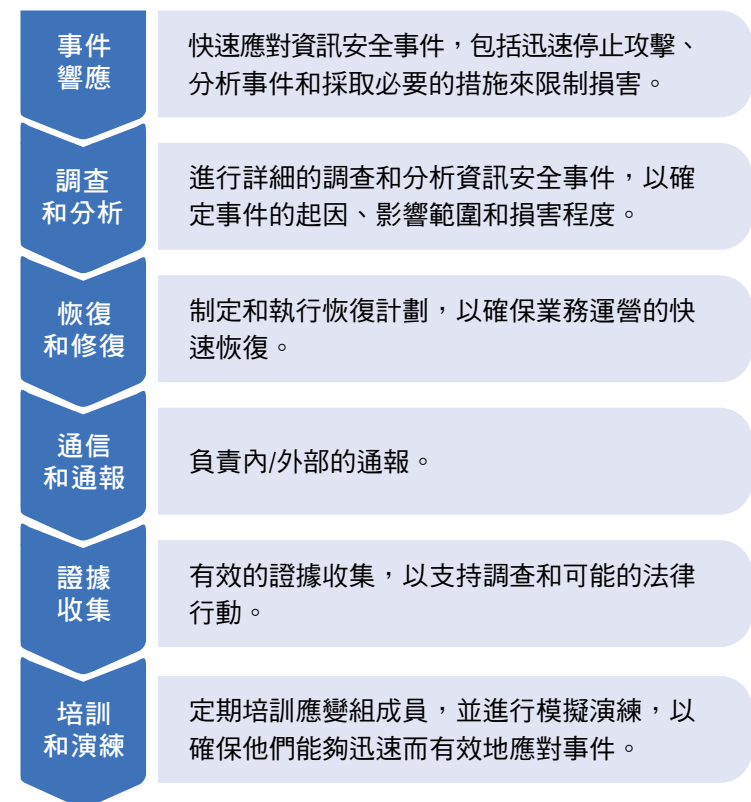 事件
響應
快速應對資訊安全事件，包括迅速停止攻擊、
分析事件和採取必要的措施來限制損害。
調查
和分析
進行詳細的調查和分析資訊安全事件，以確
定事件的起因、影響範圍和損害程度。
恢復
和修復
制定和執行恢復計劃，以確保業務運營的快
速恢復。
通信
和通報
負責內/外部的通報。
證據
收集
有效的證據收集，以支持調查和可能的法律
行動。
培訓
和演練
定期培訓應變組成員，並進行模擬演練，以
確保他們能夠迅速而有效地應對事件。